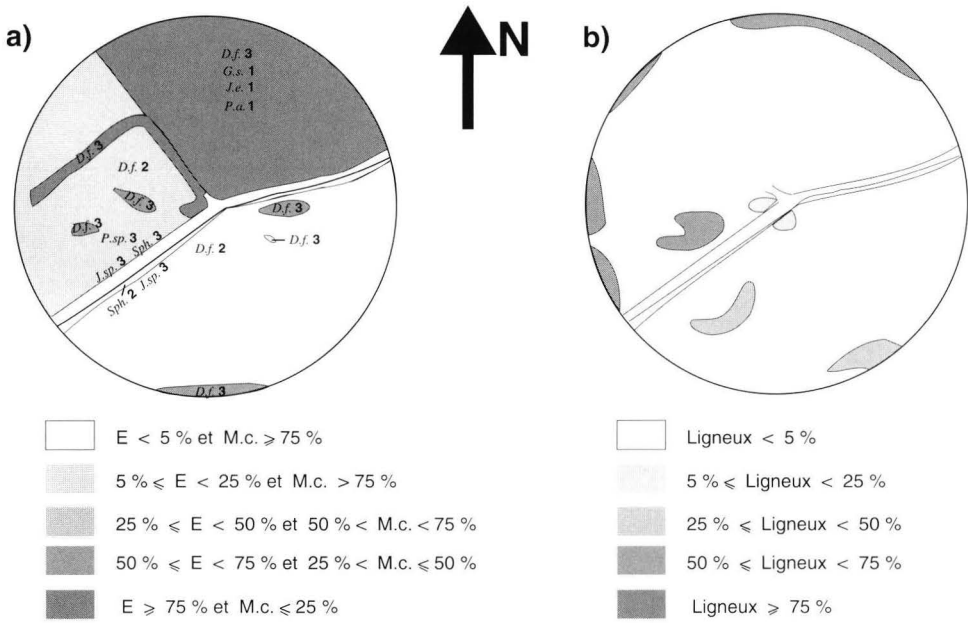 a)
N
b)
D.f. 3
G.s. 1
J.e. 1
P.a. 1
D.f. 3
D.f. 2
D.f. 3
D.f. 3
P.sp. 3
J.sp. 3 Sph. 3
D.f. 3
D.f. 3
D.f. 2
Sph. 2 J.sp. 3
D.f. 3
E < 5 % et M.c. ⩾ 75 %
5 % ⩽ E < 25 % et M.c. > 75 %
25 % ⩽ E < 50 % et 50 % < M.c. < 75 %
50 % ⩽ E < 75 % et 25 % < M.c. ⩽ 50 %
E ⩾ 75 % et M.c. ⩽ 25 %
Ligneux < 5 %
5 % ⩽ Ligneux < 25 %
25 % ⩽ Ligneux < 50 %
50 % ⩽ Ligneux < 75 %
Ligneux ⩾ 75 %